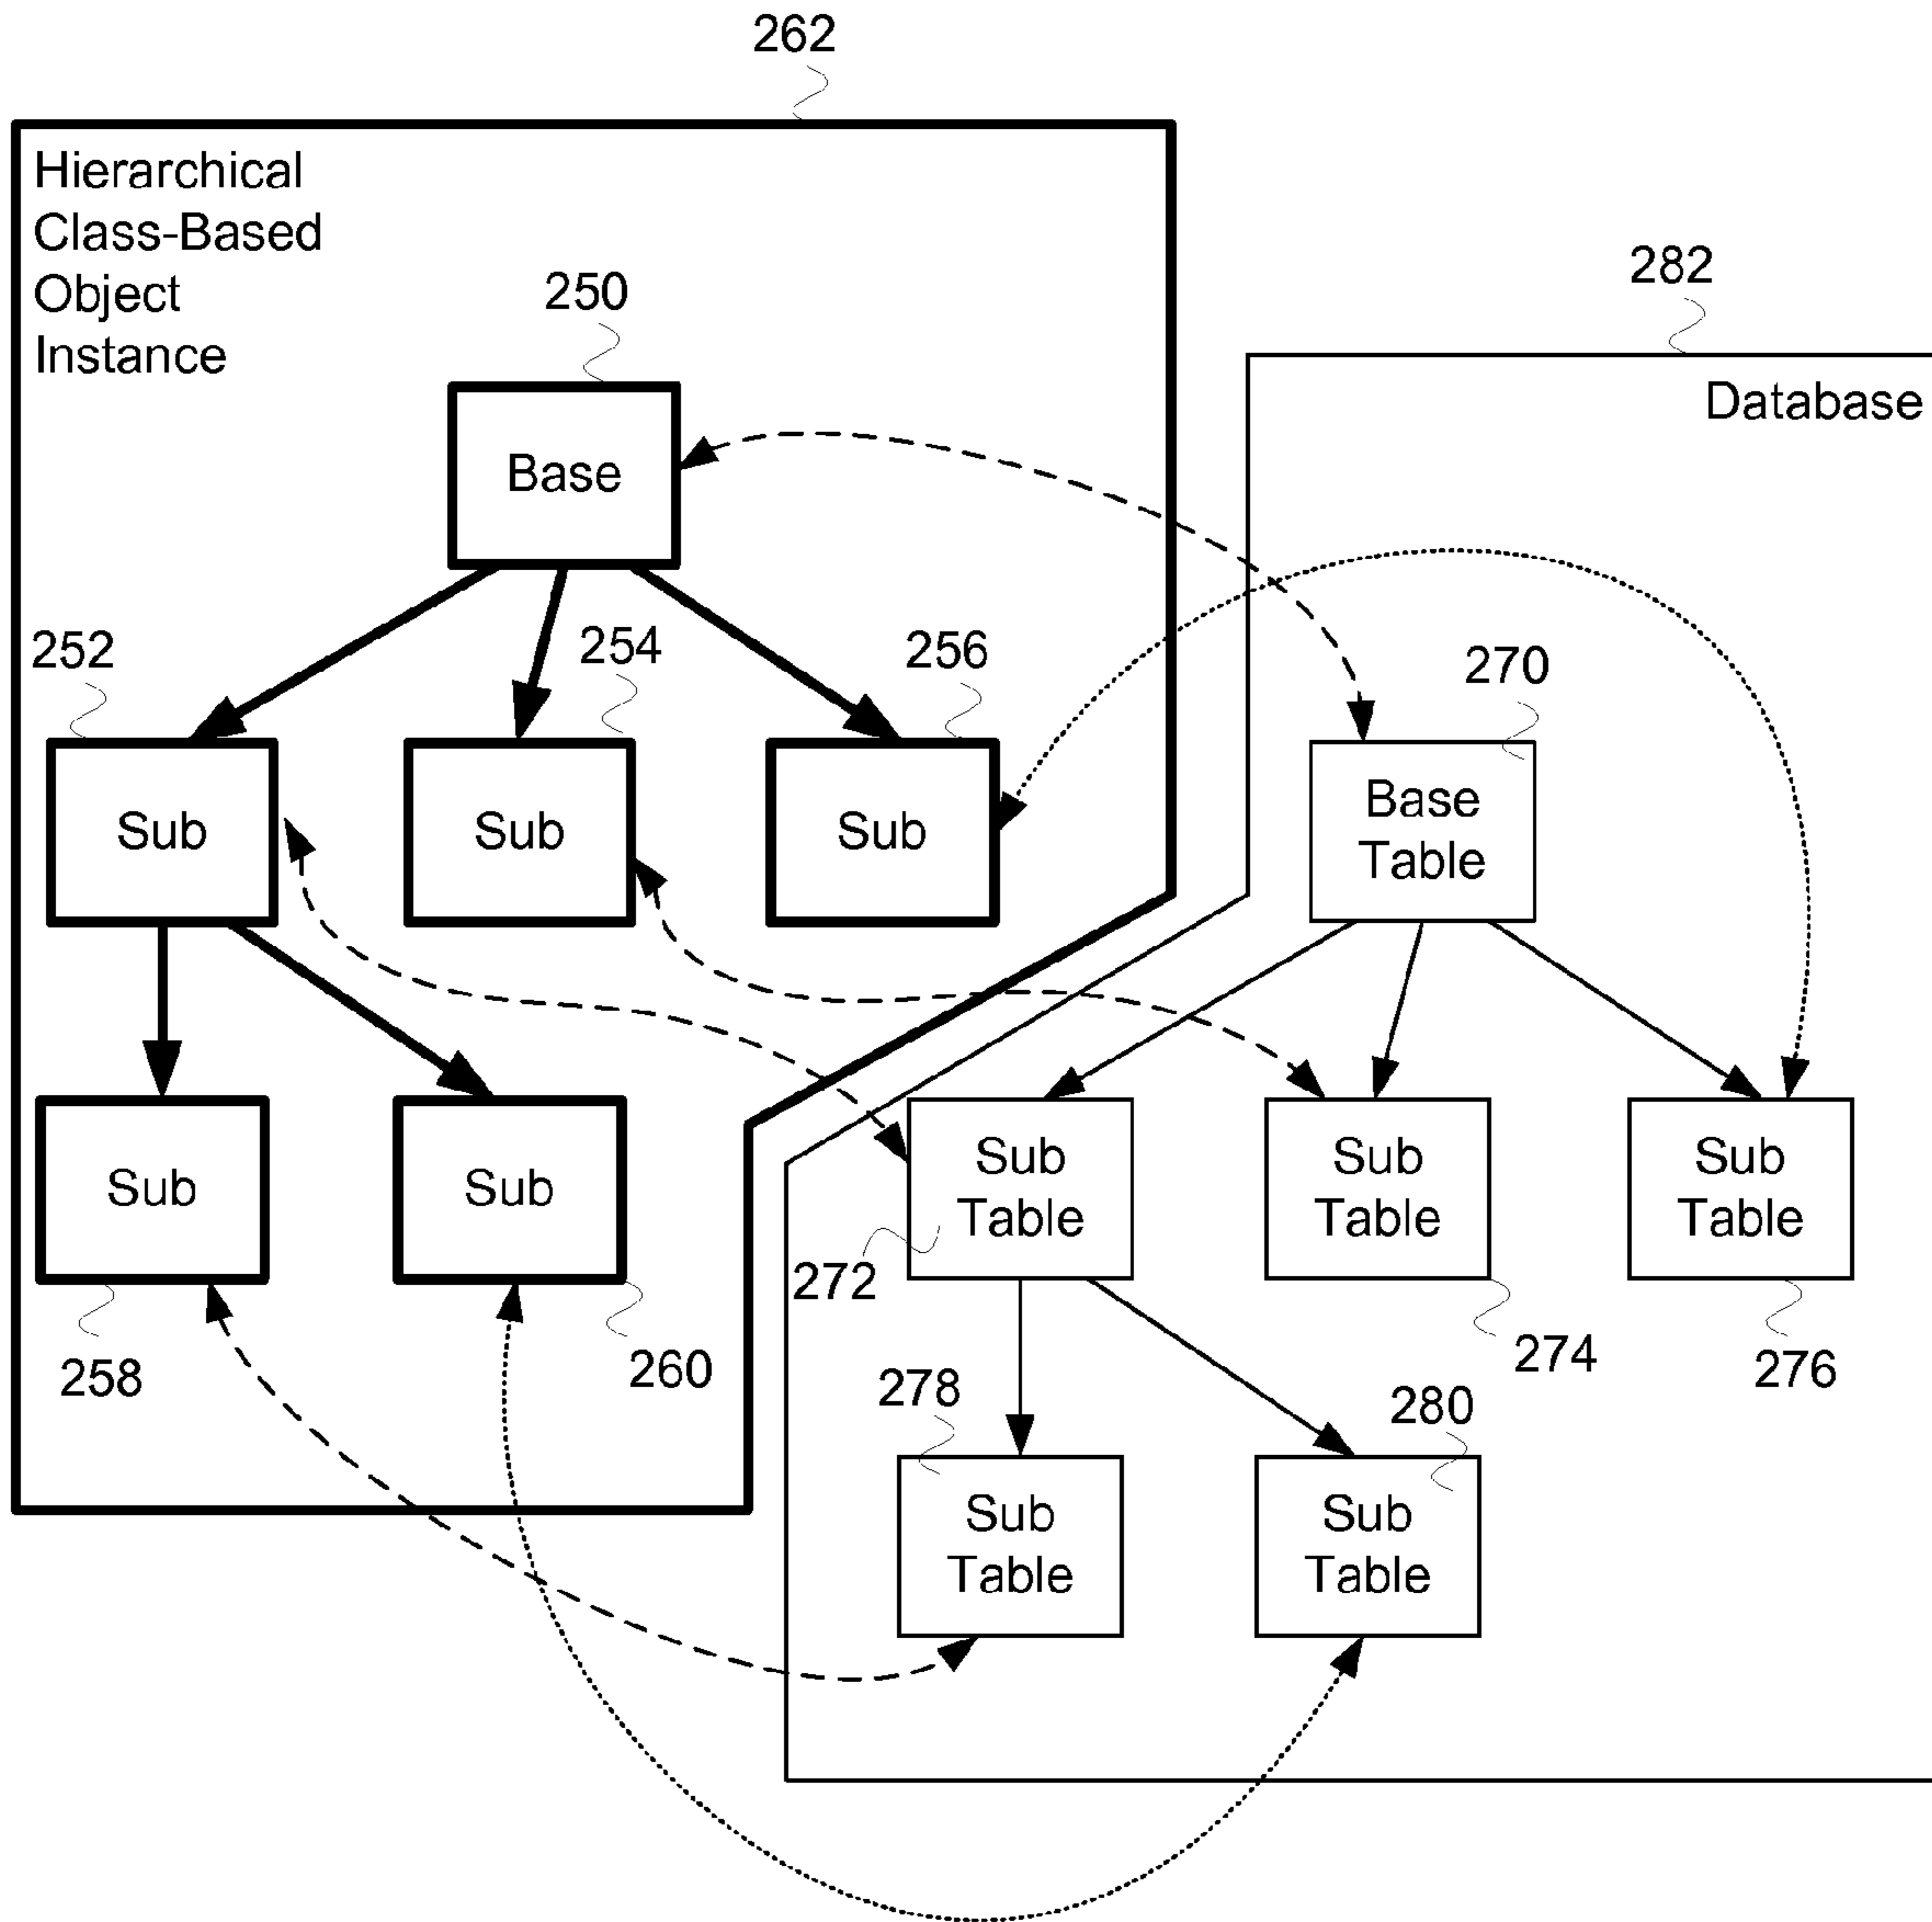 262
Hierarchical
Class-Based
Object
Instance
250
282
Database
Base
252
254
256
270
Sub
Sub
Sub
Base
Table
Sub
Sub
Sub
Table
Sub
Table
Sub
Table
272
258
260
274
276
278
280
Sub
Table
Sub
Table